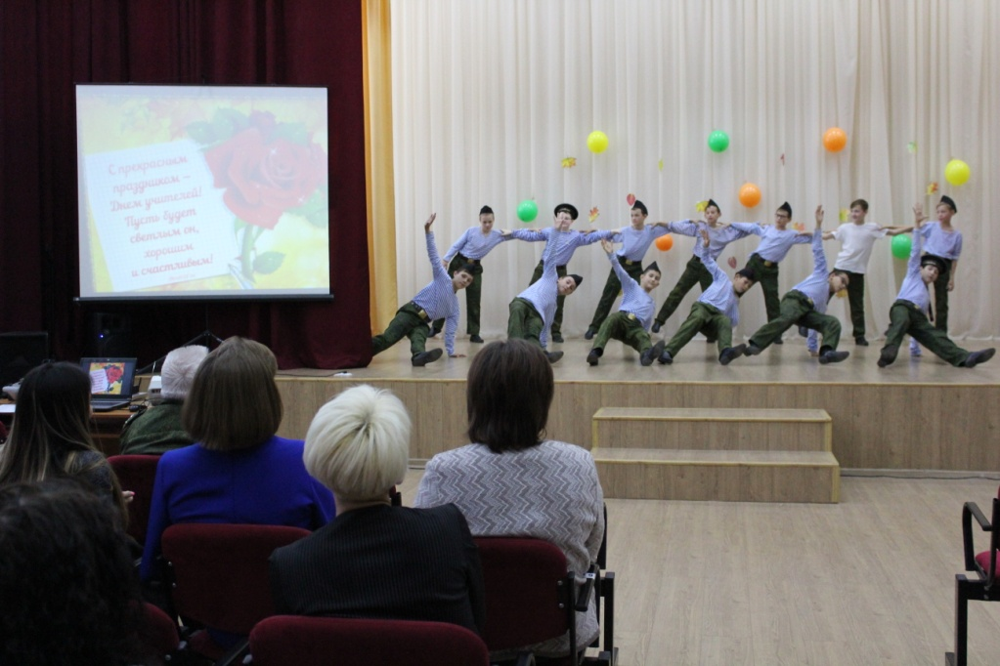 С прекрасным
праздником –
Днем учителей!
Пусть будет
светлым он,
хорошим
и счастливым!